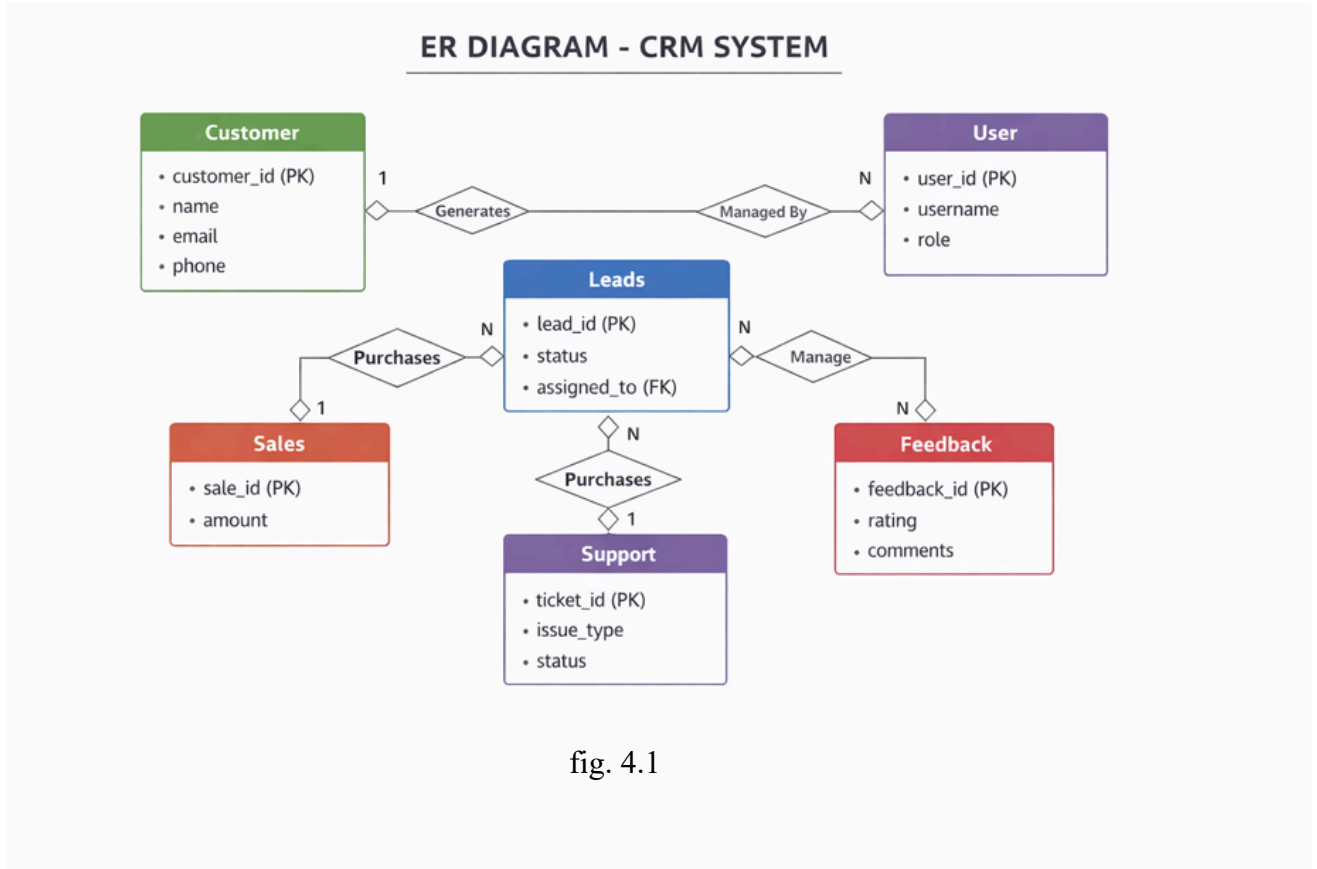 ER DIAGRAM - CRM SYSTEM
Customer
• customer_id (PK)
• name
• email
• phone
1
Generates
Managed By
N
User
• user_id (PK)
• username
• role
Leads
• lead_id (PK)
• status
• assigned_to (FK)
N
Purchases
1
N
Manage
N
Sales
• sale_id (PK)
• amount
N
Purchases
1
Feedback
• feedback_id (PK)
• rating
• comments
Support
• ticket_id (PK)
• issue_type
• status
fig. 4.1